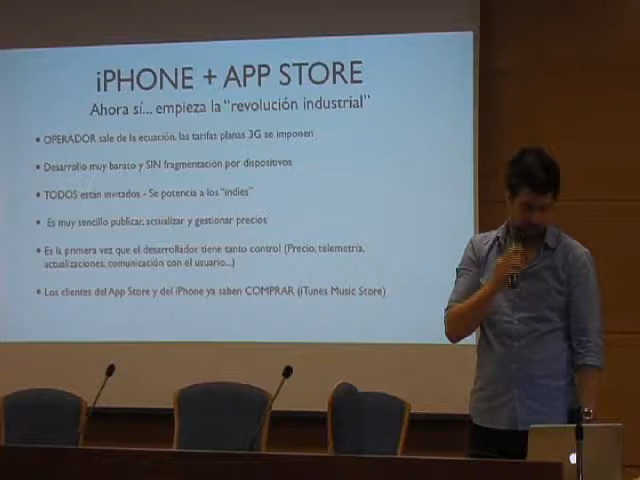 iPHONE + APP STORE
Ahora sí... empieza la "revolución industrial"
• OPERADOR sale de la ecuación, las tarifas planas 3G se imponen
• Desarrollo muy barato y SIN fragmentación por dispositivos
• TODOS están invitados - Se potencia a los "indies"
• Es muy sencillo publicar, actualizar y gestionar precios
• Es la primera vez que el desarrollador tiene tanto control (Precio, telemetría,
actualizaciones, comunicación con el usuario...)
• Los clientes del App Store y del iPhone ya saben COMPRAR (iTunes Music Store)